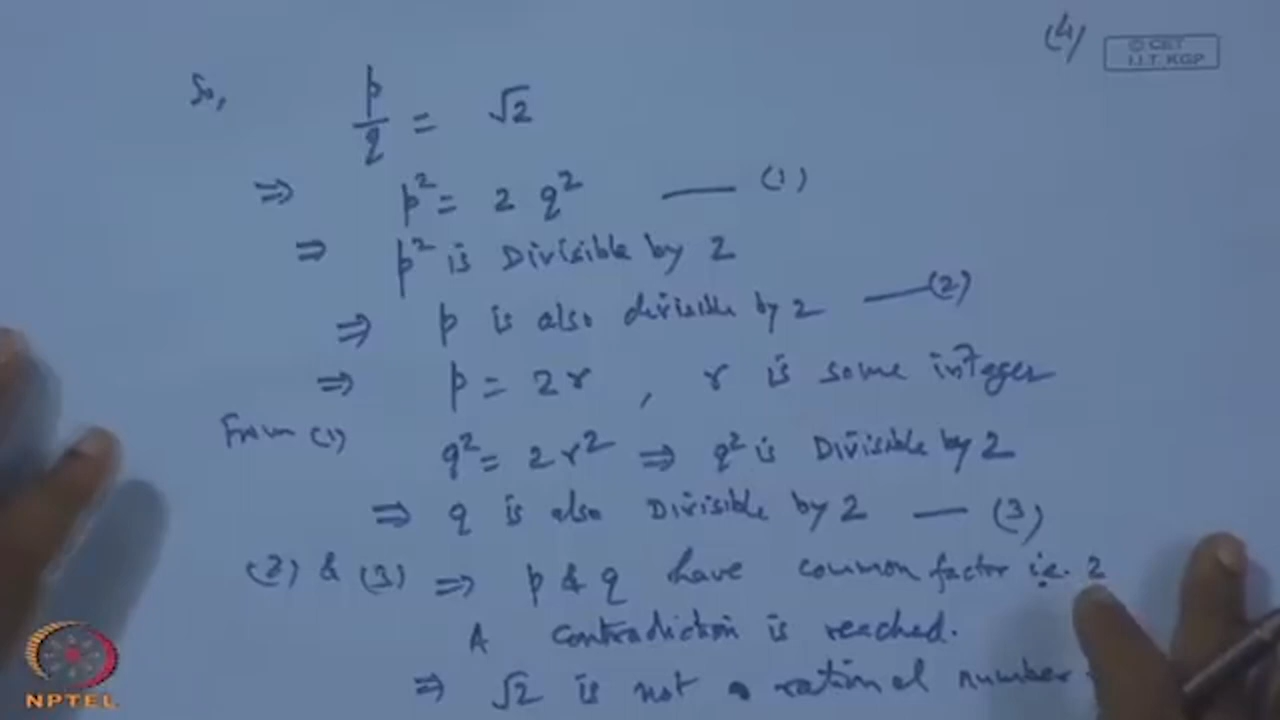 (4)
© CET
I.I.T. KGP
So, p/q = √2
⇒ p² = 2 q² —— (1)
⇒ p² is Divisible by 2
⇒ p is also divisible by 2 —— (2)
⇒ p = 2r , r is some integer
From (1) q² = 2r² ⇒ q² is Divisible by 2
⇒ q is also Divisible by 2 — (3)
(2) & (3) ⇒ p & q have common factor i.e. 2
A contradiction is reached.
⇒ √2 is not a rational number.
NPTEL